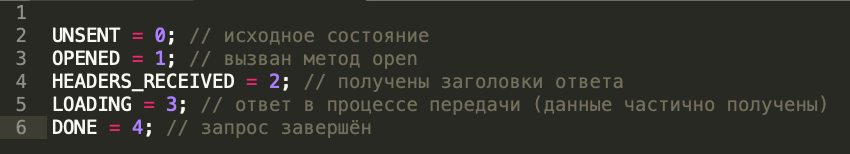 1
2 UNSENT = 0; // исходное состояние
3 OPENED = 1; // вызван метод open
4 HEADERS_RECEIVED = 2; // получены заголовки ответа
5 LOADING = 3; // ответ в процессе передачи (данные частично получены)
6 DONE = 4; // запрос завершён